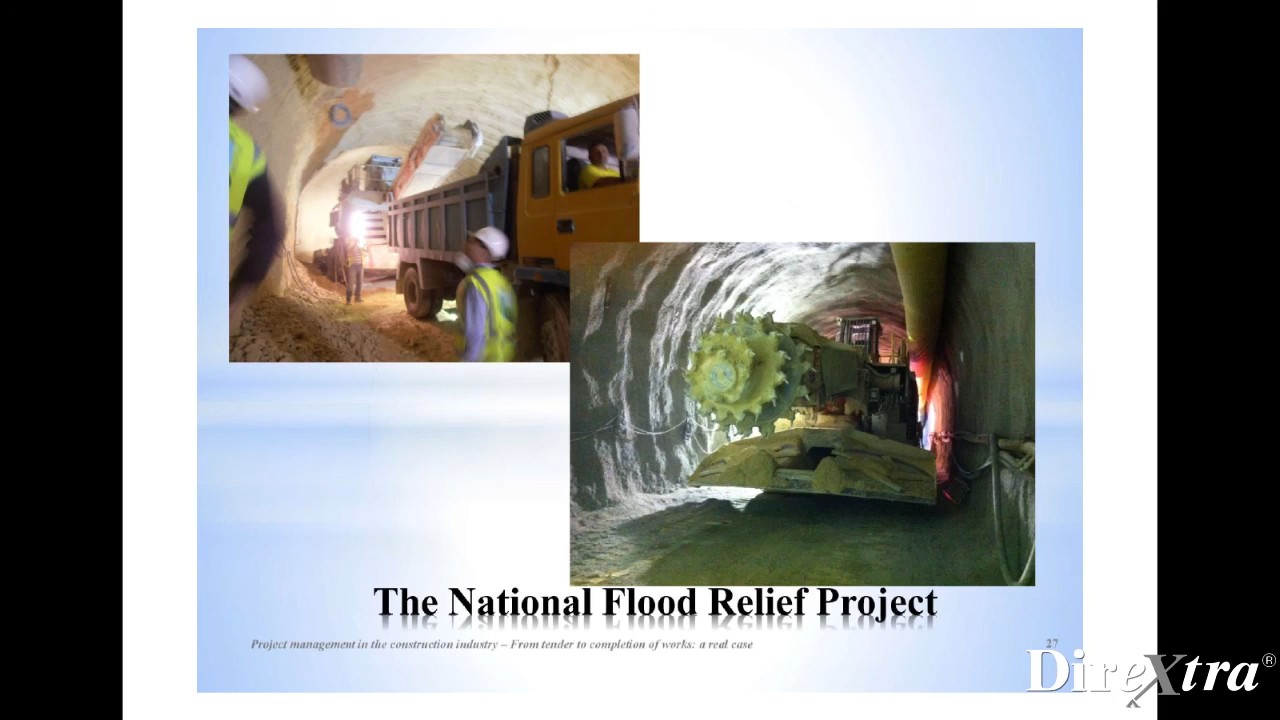 The National Flood Relief Project
Project management in the construction industry – From tender to completion of works: a real case
27
DireXtra®